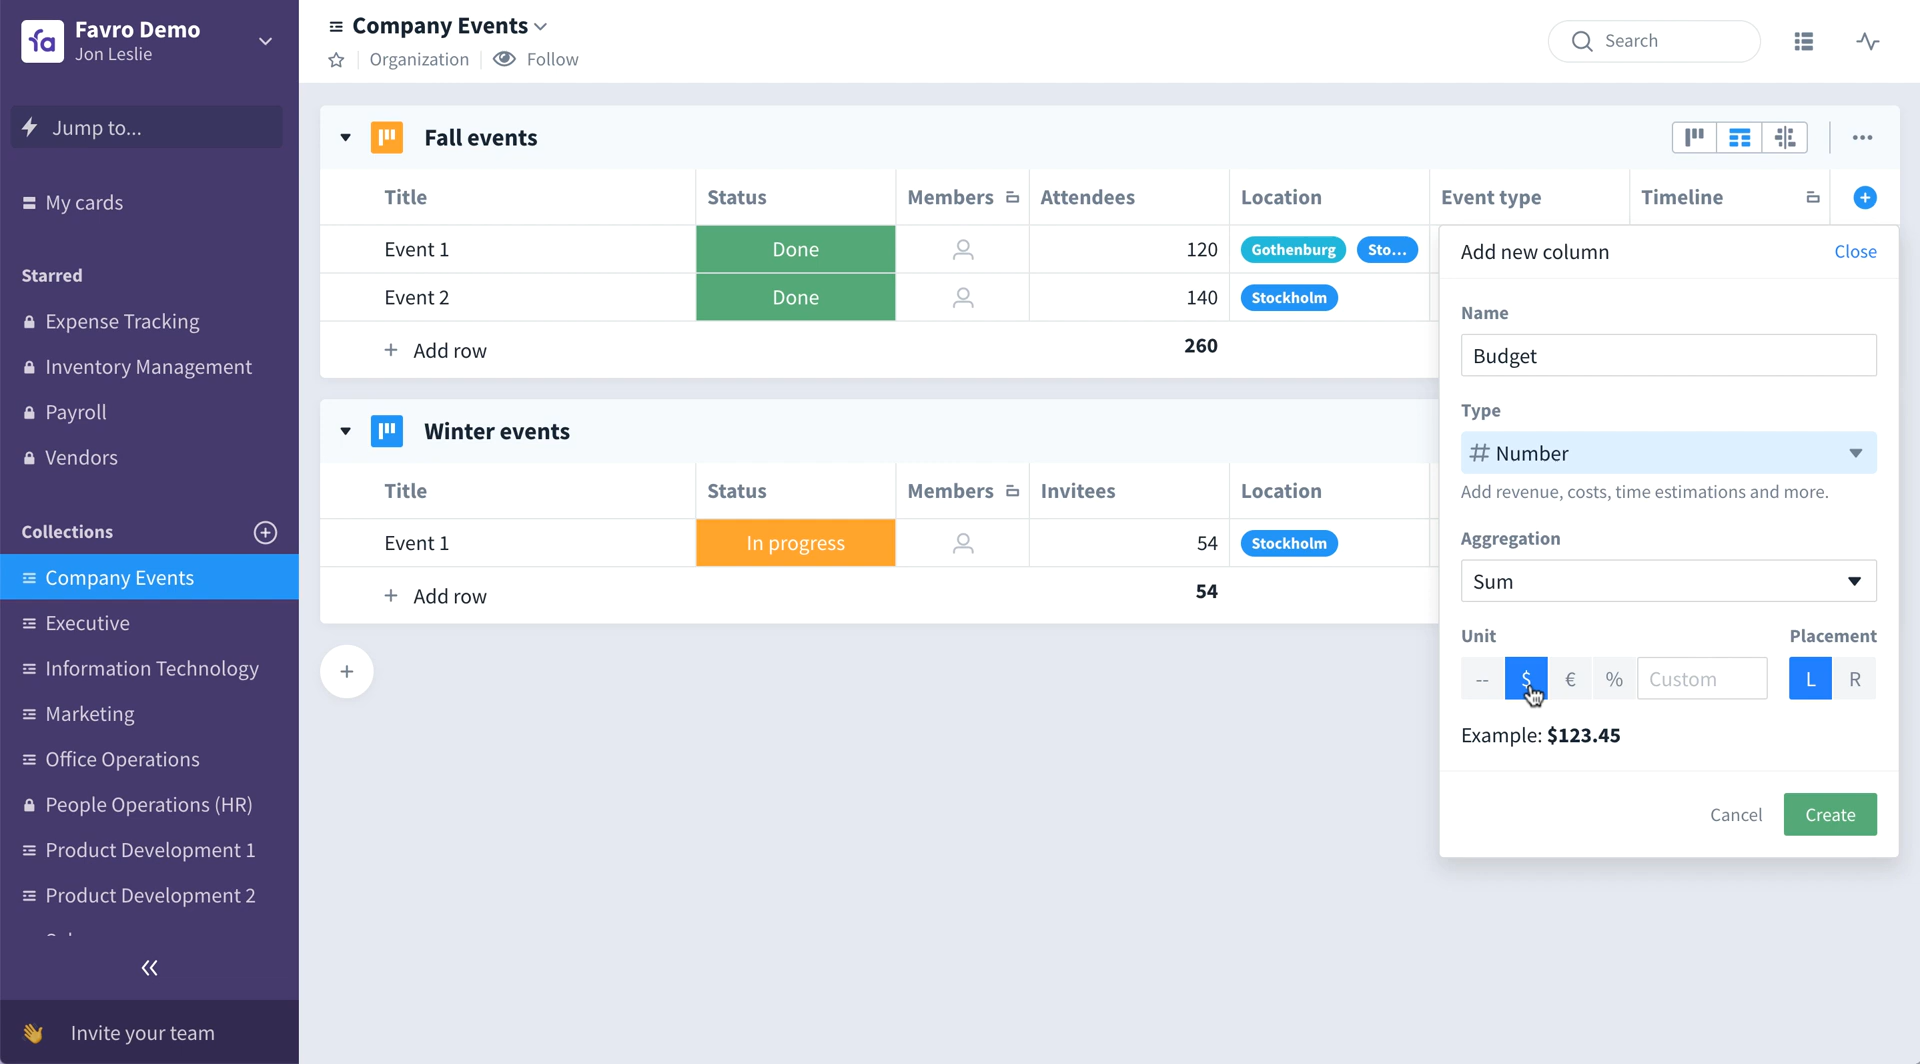 Favro Demo
Jon Leslie
Jump to...
My cards
Starred
Expense Tracking
Inventory Management
Payroll
Vendors
Collections
Company Events
Executive
Information Technology
Marketing
Office Operations
People Operations (HR)
Product Development 1
Product Development 2
Invite your team
Company Events
Organization
Follow
Search
Fall events
Title Status Members Attendees Location Event type Timeline
Event 1 Done 120 Gothenburg Sto...
Event 2 Done 140 Stockholm
+ Add row 260
Winter events
Title Status Members Invitees Location
Event 1 In progress 54 Stockholm
+ Add row 54
Add new column Close
Name
Budget
Type
# Number
Add revenue, costs, time estimations and more.
Aggregation
Sum
Unit Placement
-- $ € % Custom L R
Example: $123.45
Cancel Create